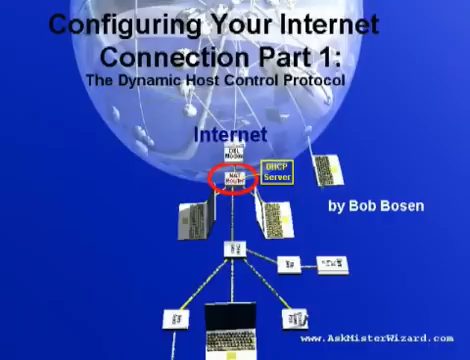 Configuring Your Internet
Connection Part 1:
The Dynamic Host Control Protocol
Internet
DSL
Modem
NAT
Router
DHCP
Server
by Bob Bosen
www.AskMisterWizard.com